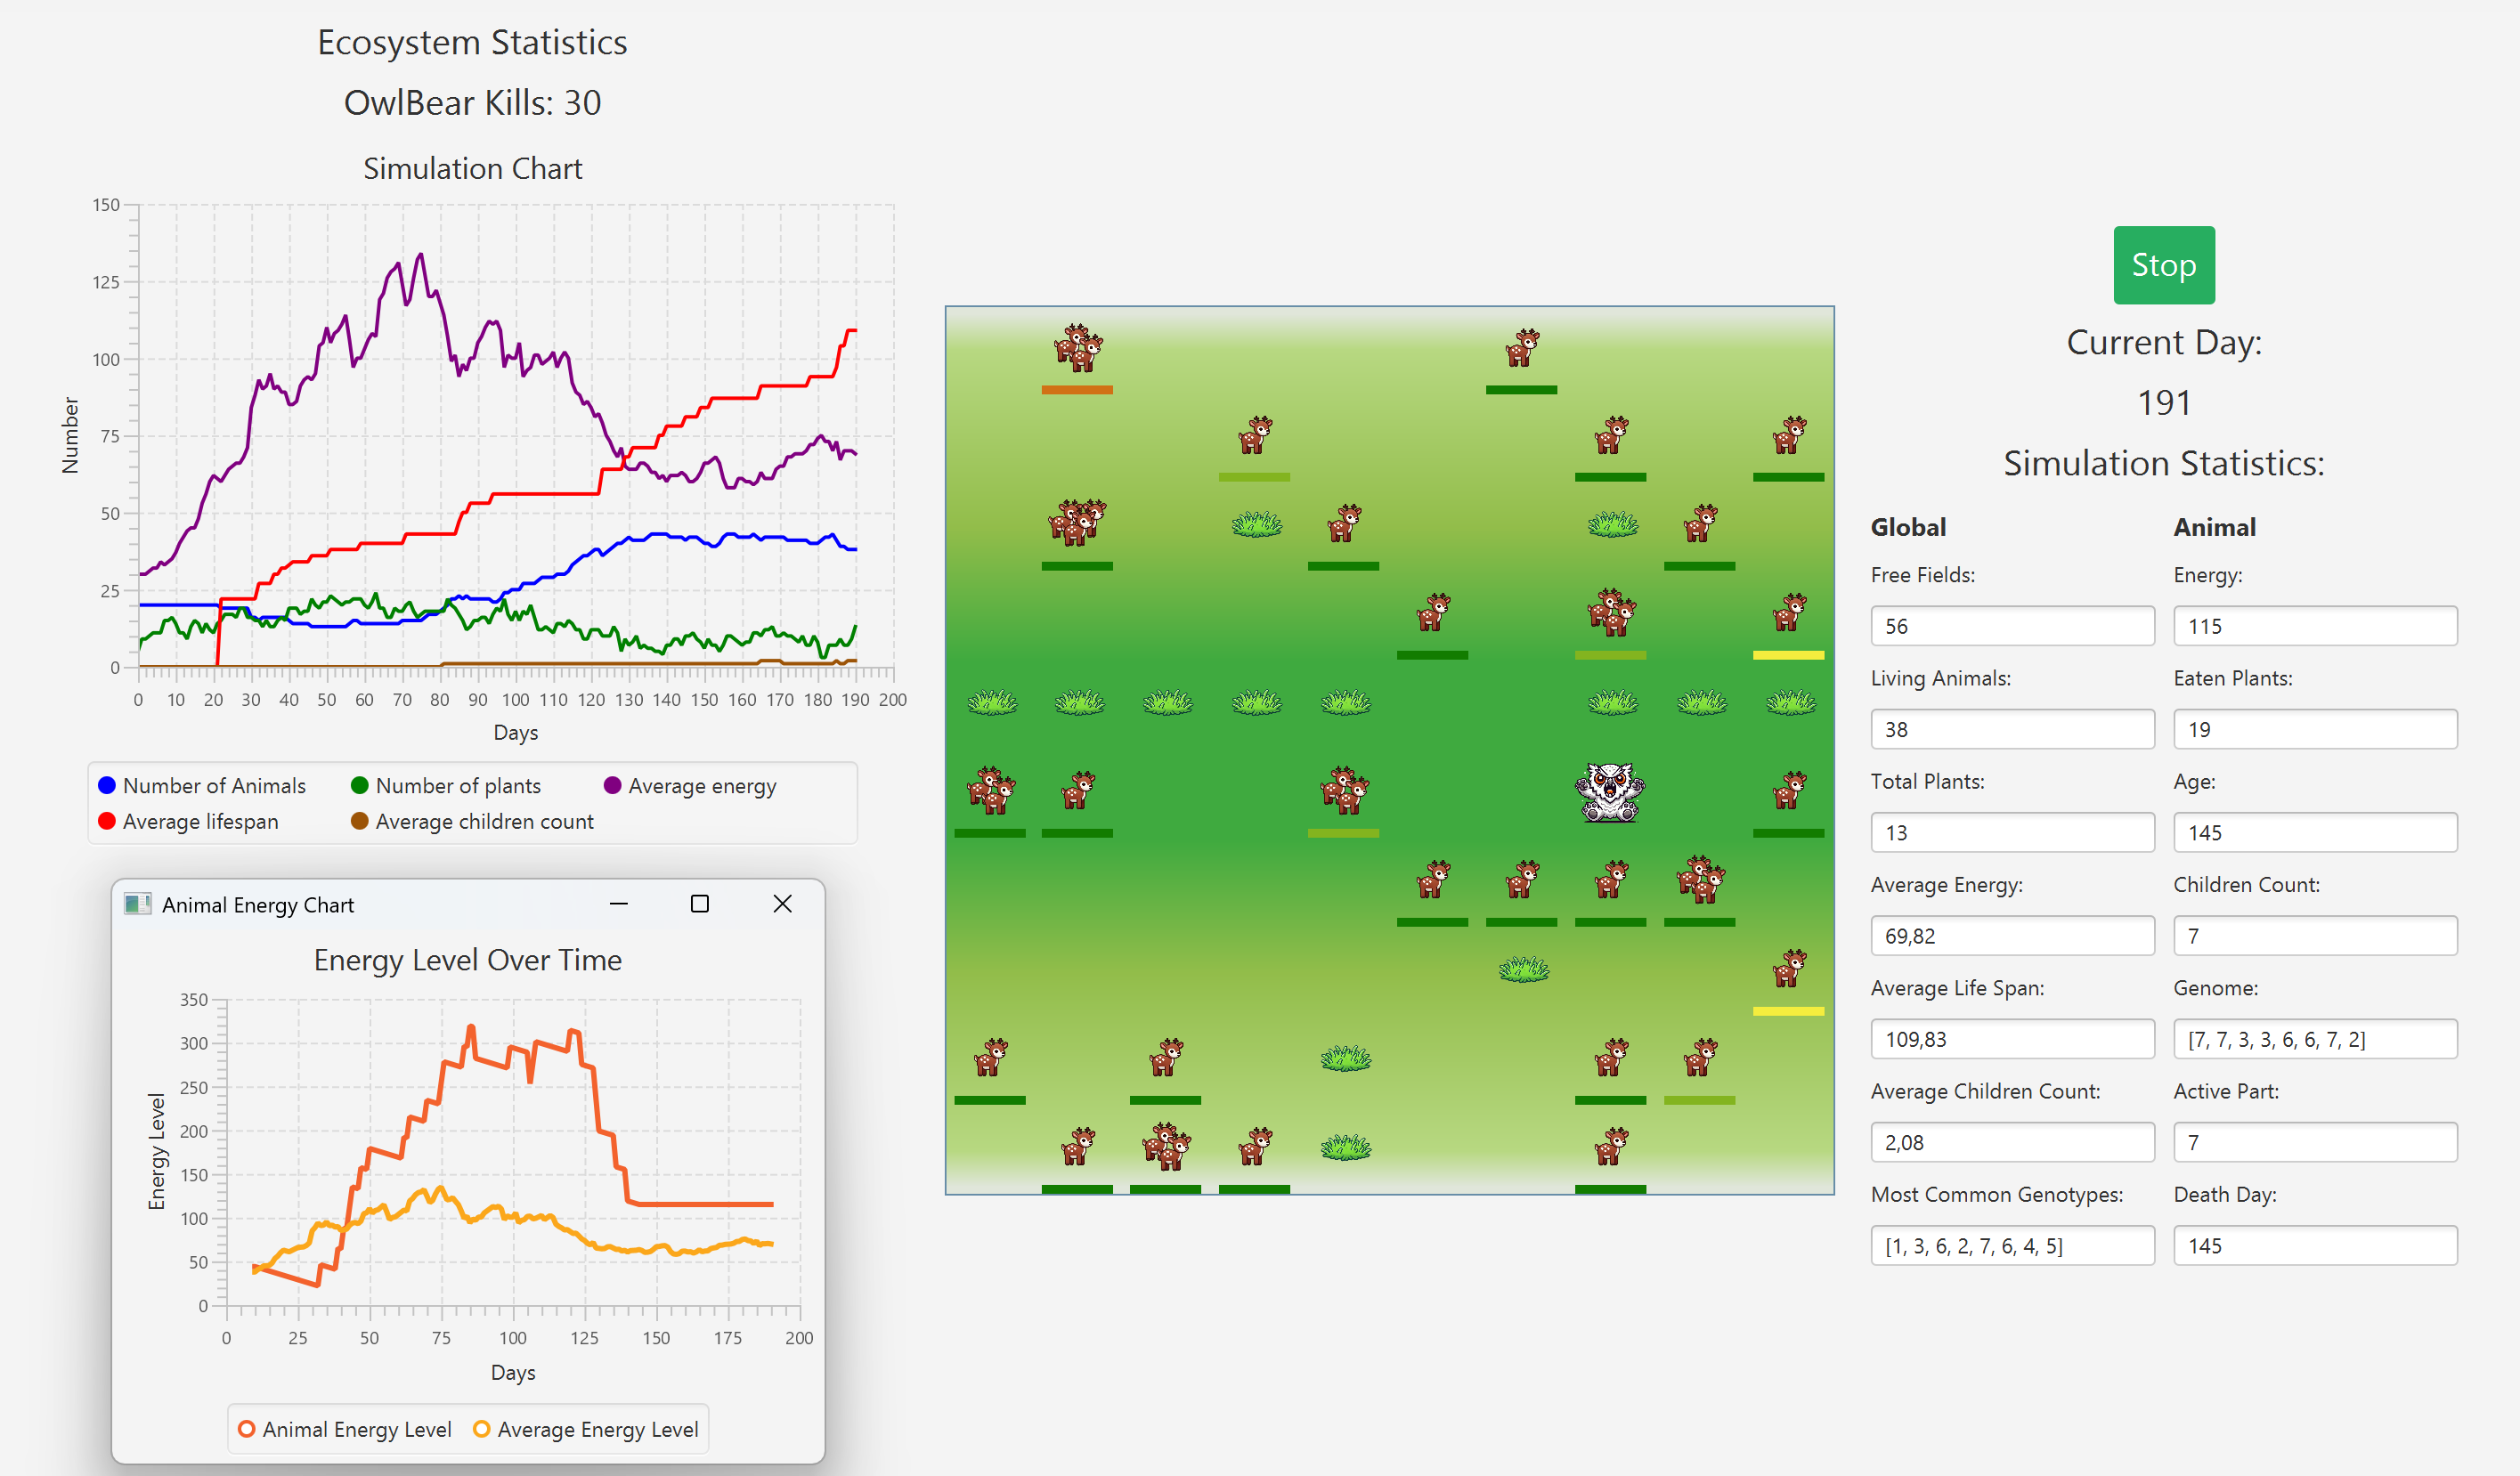 Ecosystem Statistics
OwlBear Kills: 30
Simulation Chart
150
125
100
75
50
25
0
Number
0 10 20 30 40 50 60 70 80 90 100 110 120 130 140 150 160 170 180 190 200
Days
Number of Animals Number of plants Average energy
Average lifespan Average children count
Animal Energy Chart
Energy Level Over Time
350
300
250
200
150
100
50
0
Energy Level
0 25 50 75 100 125 150 175 200
Days
Animal Energy Level Average Energy Level
Stop
Current Day:
191
Simulation Statistics:
Global Animal
Free Fields: Energy:
56 115
Living Animals: Eaten Plants:
38 19
Total Plants: Age:
13 145
Average Energy: Children Count:
69,82 7
Average Life Span: Genome:
109,83 [7, 7, 3, 3, 6, 6, 7, 2]
Average Children Count: Active Part:
2,08 7
Most Common Genotypes: Death Day:
[1, 3, 6, 2, 7, 6, 4, 5] 145